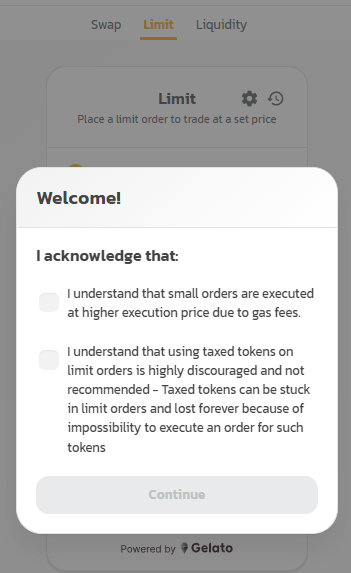 Swap Limit Liquidity
Limit
Place a limit order to trade at a set price
Welcome!
I acknowledge that:
I understand that small orders are executed
at higher execution price due to gas fees.
I understand that using taxed tokens on
limit orders is highly discouraged and not
recommended - Taxed tokens can be stuck
in limit orders and lost forever because of
impossibility to execute an order for such
tokens
Continue
Powered by Gelato